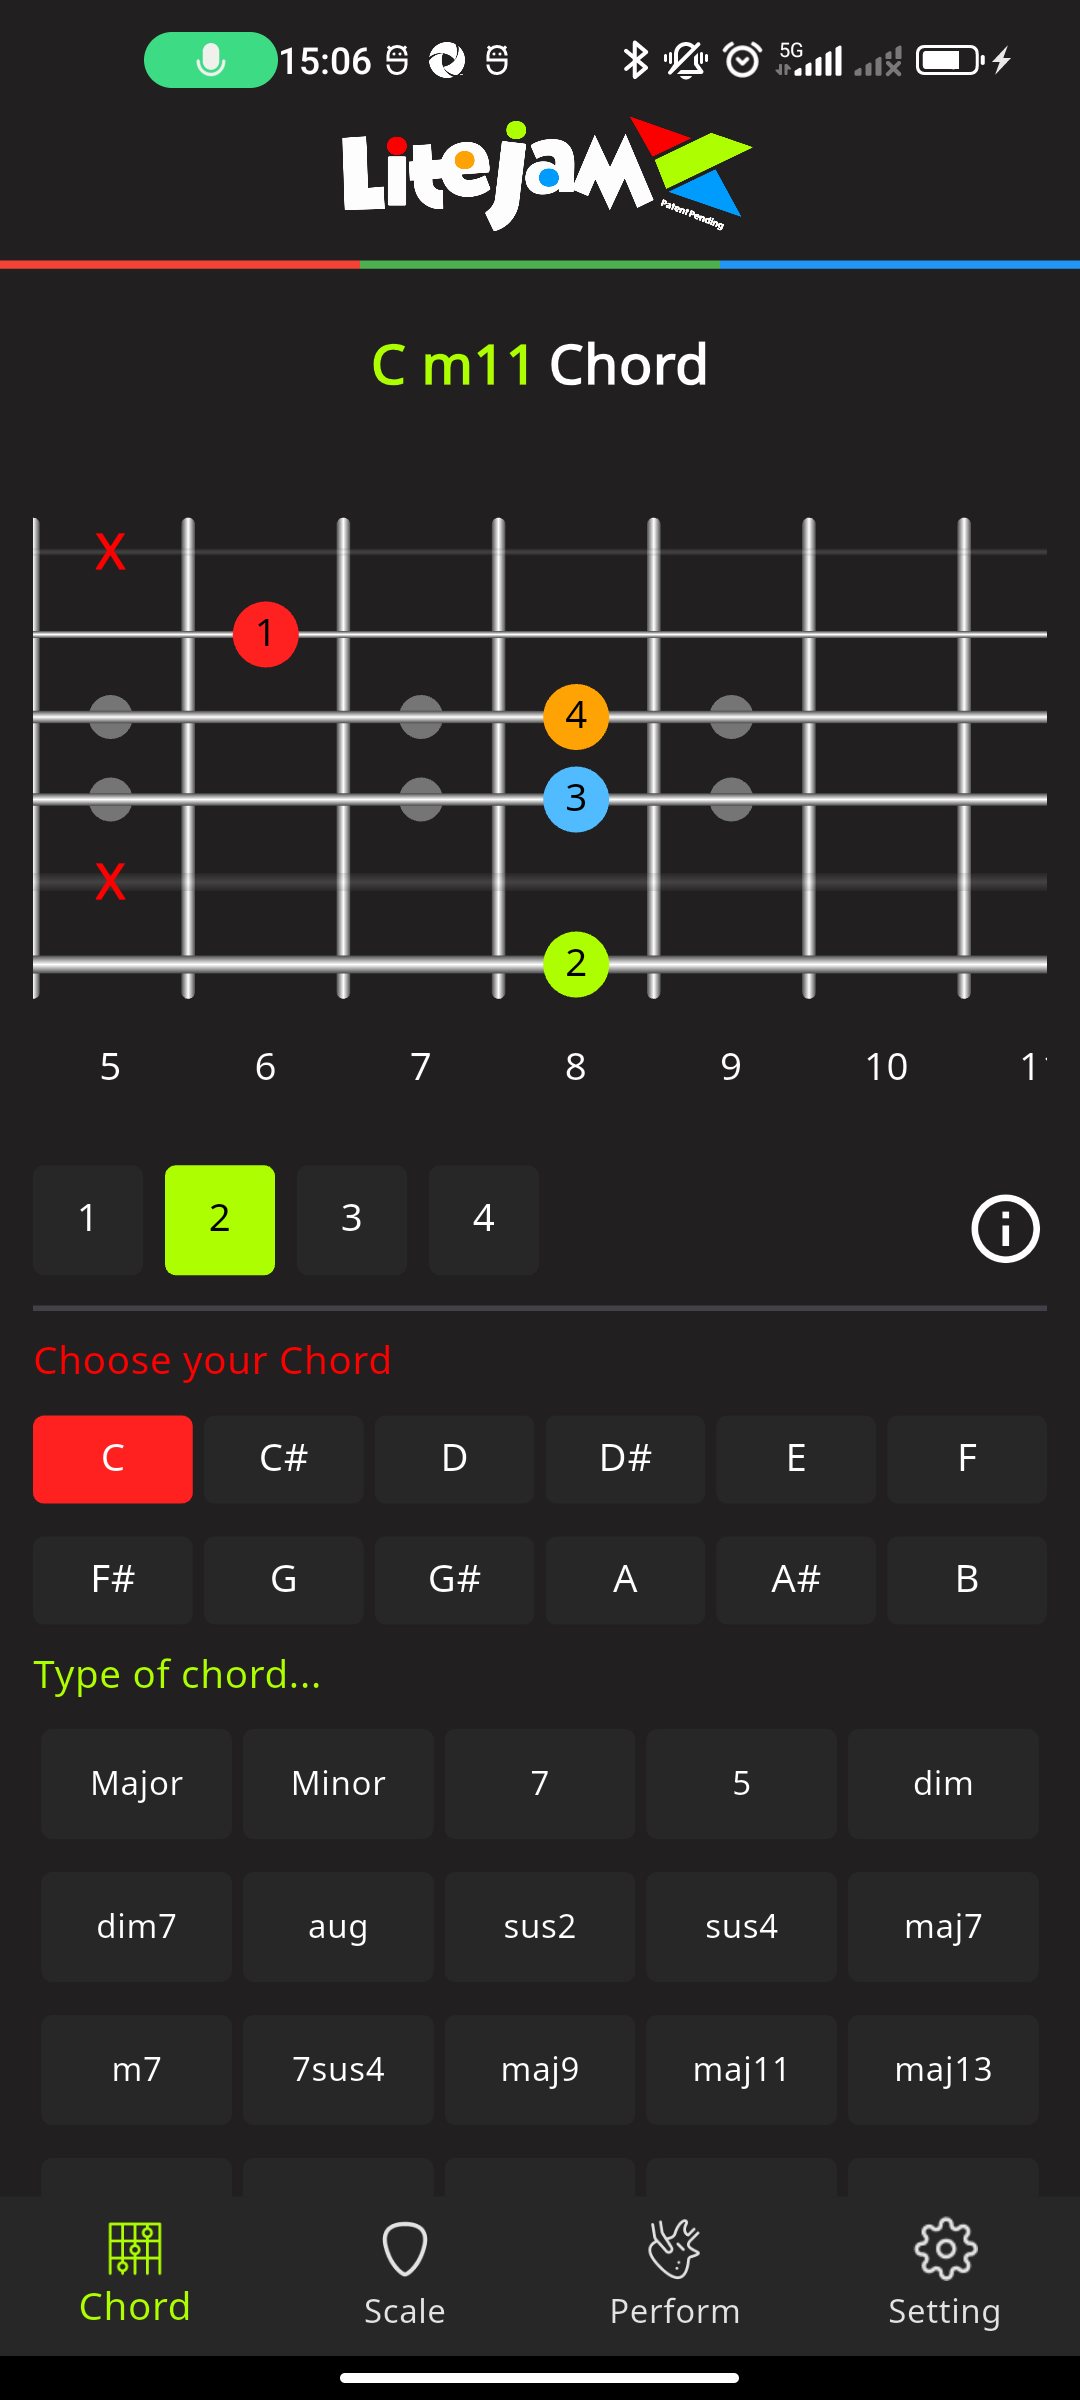 15:06 5G
Litejam
Patent Pending
C m11 Chord
X
1
4
3
X
2
5 6 7 8 9 10 11
1 2 3 4
Choose your Chord
C C# D D# E F
F# G G# A A# B
Type of chord...
Major Minor 7 5 dim
dim7 aug sus2 sus4 maj7
m7 7sus4 maj9 maj11 maj13
Chord Scale Perform Setting